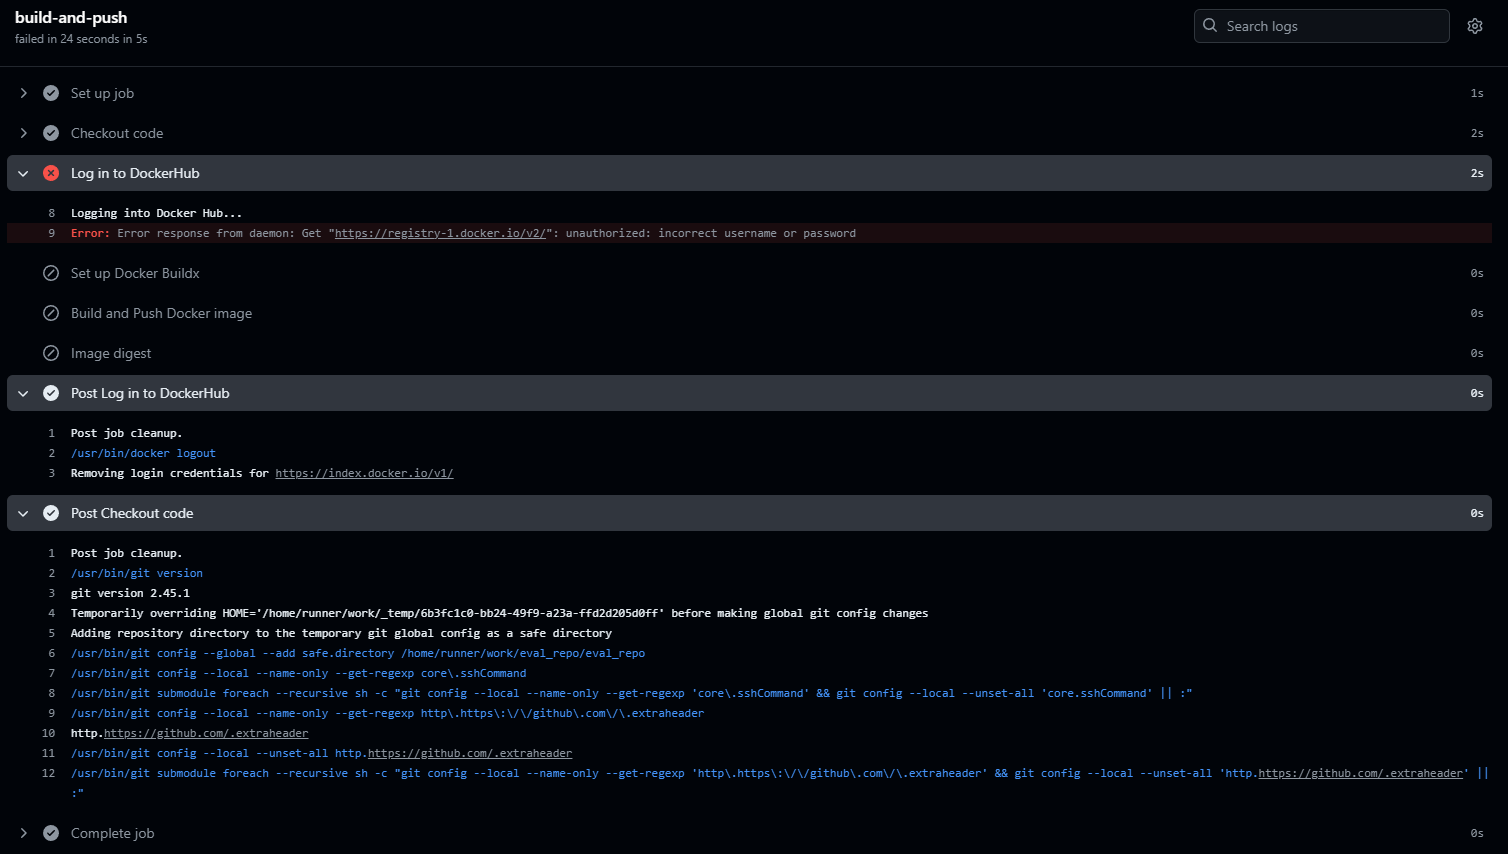 build-and-push
failed in 24 seconds in 5s
Search logs
Set up job 1s
Checkout code 2s
Log in to DockerHub 2s
8 Logging into Docker Hub...
9 Error: Error response from daemon: Get "https://registry-1.docker.io/v2/": unauthorized: incorrect username or password
Set up Docker Buildx 0s
Build and Push Docker image 0s
Image digest 0s
Post Log in to DockerHub 0s
1 Post job cleanup.
2 /usr/bin/docker logout
3 Removing login credentials for https://index.docker.io/v1/
Post Checkout code 0s
1 Post job cleanup.
2 /usr/bin/git version
3 git version 2.45.1
4 Temporarily overriding HOME='/home/runner/work/_temp/6b3fc1c0-bb24-49f9-a23a-ffd2d205d0ff' before making global git config changes
5 Adding repository directory to the temporary git global config as a safe directory
6 /usr/bin/git config --global --add safe.directory /home/runner/work/eval_repo/eval_repo
7 /usr/bin/git config --local --name-only --get-regexp core\.sshCommand
8 /usr/bin/git submodule foreach --recursive sh -c "git config --local --name-only --get-regexp 'core\.sshCommand' && git config --local --unset-all 'core.sshCommand' || :"
9 /usr/bin/git config --local --name-only --get-regexp http\.https\:\/\/github\.com\/\.extraheader
10 http.https://github.com/.extraheader
11 /usr/bin/git config --local --unset-all http.https://github.com/.extraheader
12 /usr/bin/git submodule foreach --recursive sh -c "git config --local --name-only --get-regexp 'http\.https\:\/\/github\.com\/\.extraheader' && git config --local --unset-all 'http.https://github.com/.extraheader' ||
:"
Complete job 0s